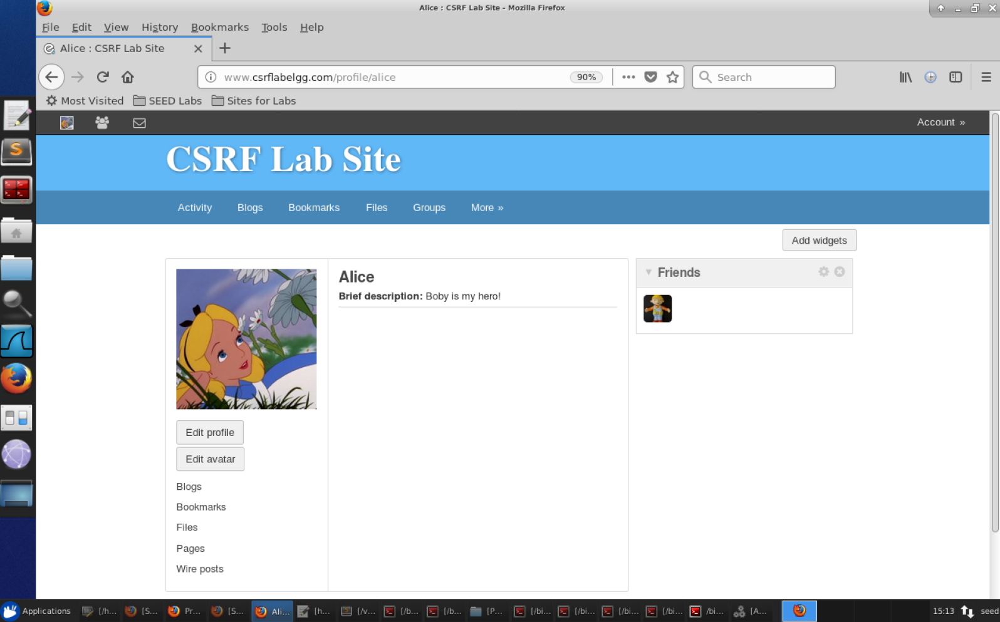 Alice : CSRF Lab Site - Mozilla Firefox
File Edit View History Bookmarks Tools Help
Alice : CSRF Lab Site
www.csrflabelgg.com/profile/alice 90% Search
Most Visited SEED Labs Sites for Labs
Account »
CSRF Lab Site
Activity Blogs Bookmarks Files Groups More »
Add widgets
Alice
Brief description: Boby is my hero!
Friends
Edit profile
Edit avatar
Blogs
Bookmarks
Files
Pages
Wire posts
Applications [/h... [S... Pr... [S... Ali... [h... [/v... [/b... [/b... [P... [/bi... [/bi... [/bi... [/bi... /bi... [A... 15:13 seed